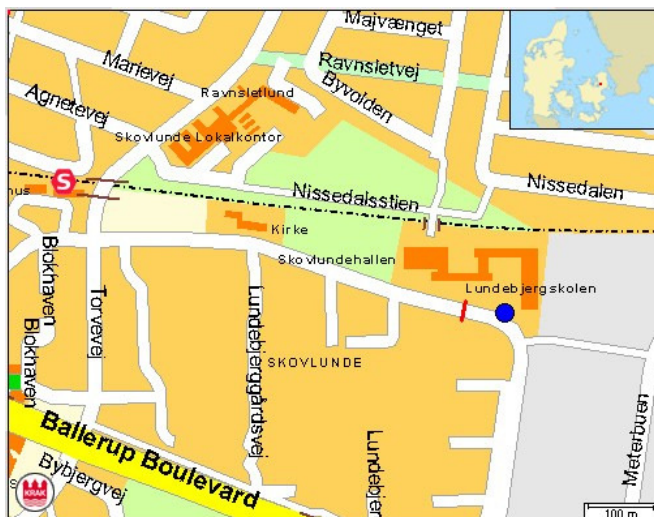 Majvænget
Ravnsletvej
Marievej
Ravnsletlund
Byvolden
Agnetevej
Skovlunde Lokalkontor
S
Nissedalsstien
Nissedalen
hus
Kirke
Skovlundehallen
Lundebjergskolen
Blokhaven
Torvevej
Lundebjerggårdsvej
Blokhaven
SKOVLUNDE
Ballerup Boulevard
Bybjergvej
Lundebjer
Meterbuen
KRAK
100 m